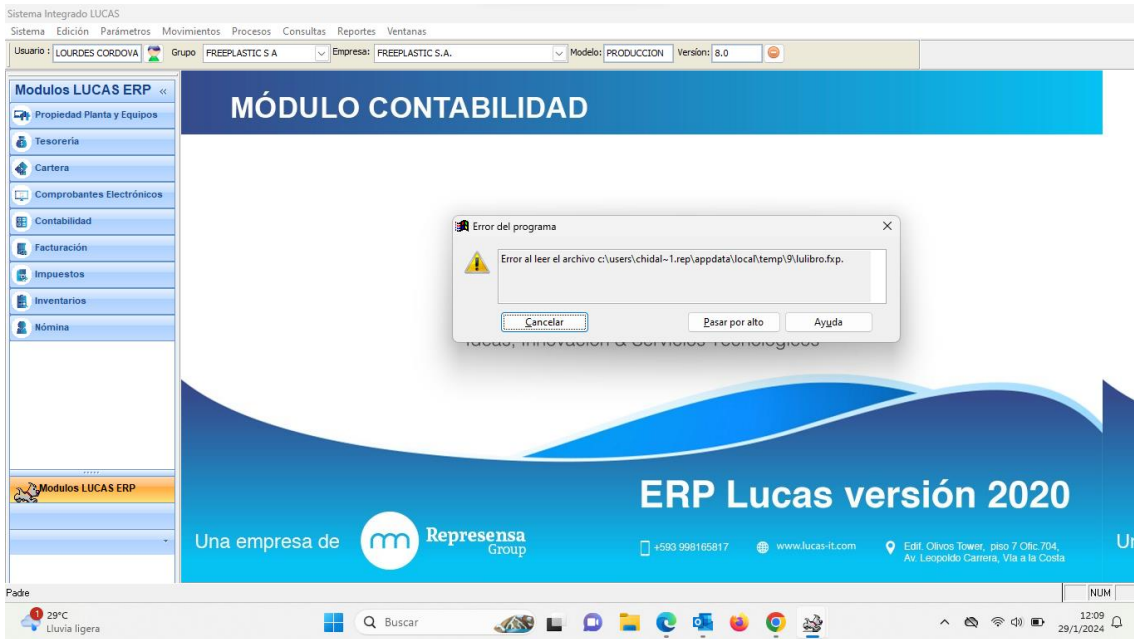 Sistema Integrado LUCAS
Sistema Edición Parámetros Movimientos Procesos Consultas Reportes Ventanas
Usuario : LOURDES CORDOVA Grupo FREEPLASTIC S A Empresa: FREEPLASTIC S.A. Modelo: PRODUCCION Versíon: 8.0
Modulos LUCAS ERP «
Propiedad Planta y Equipos
Tesorería
Cartera
Comprobantes Electrónicos
Contabilidad
Facturación
Impuestos
Inventarios
Nómina
Modulos LUCAS ERP
MÓDULO CONTABILIDAD
Error del programa
Error al leer el archivo c:\users\chidal~1.rep\appdata\local\temp\9\lulibro.fxp.
Cancelar Pasar por alto Ayuda
Ideas, Innovación & Servicios Tecnológicos
ERP Lucas versión 2020
Una empresa de Represensa Group
+593 998165817 www.lucas-it.com Edif. Olivos Tower, piso 7 Ofic.704,
Av. Leopoldo Carrera, Vía a la Costa
Padre NUM
1 29°C
Lluvia ligera
Buscar
12:09
29/1/2024